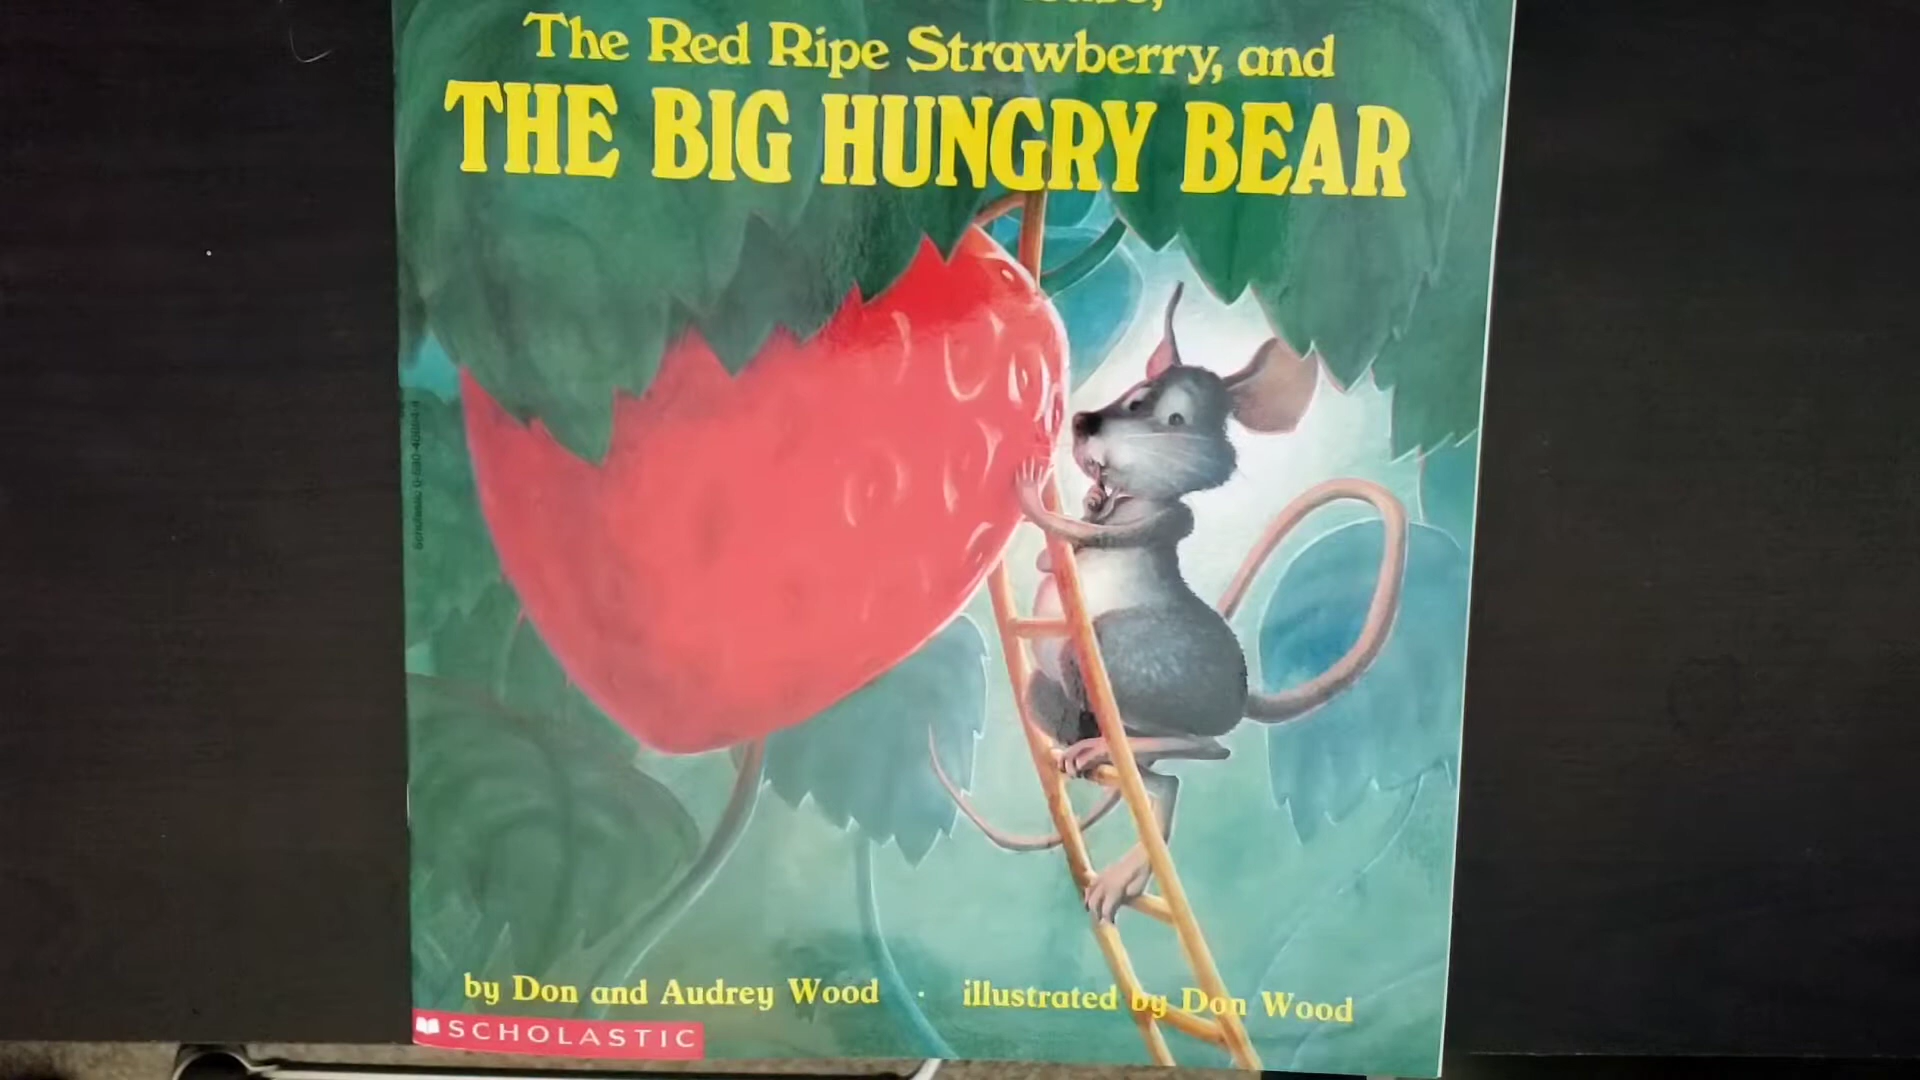 The Red Ripe Strawberry, and
THE BIG HUNGRY BEAR
by Don and Audrey Wood · illustrated by Don Wood
SCHOLASTIC